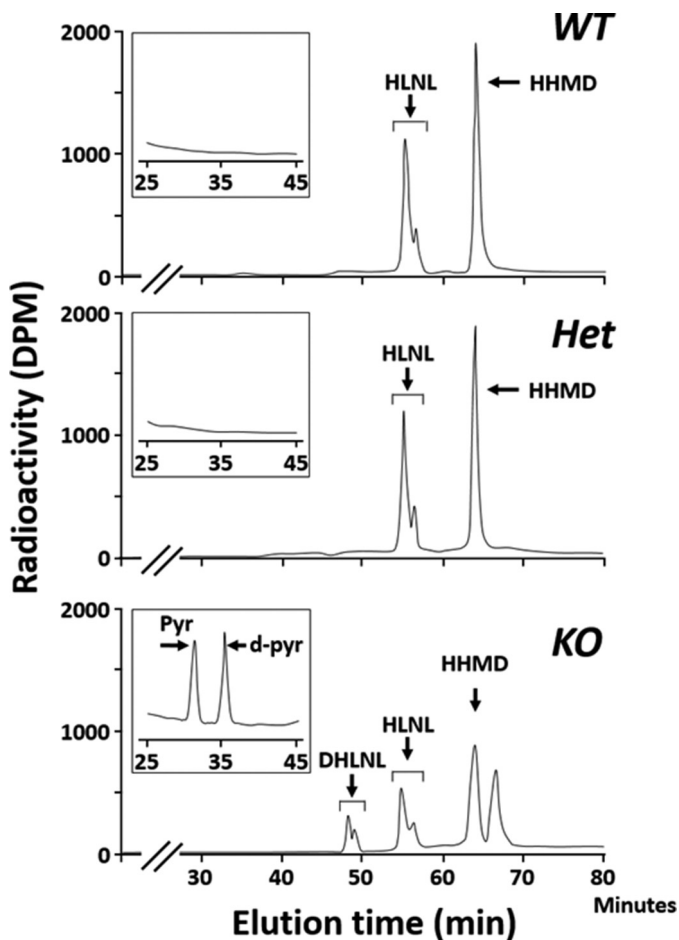 WT
2000
1000
0
HLNL
HHMD
25 35 45
Het
2000
1000
0
HLNL
HHMD
25 35 45
KO
2000
1000
0
Pyr
d-pyr
25 35 45
DHLNL
HLNL
HHMD
30 40 50 60 70 80
Minutes
Radioactivity (DPM)
Elution time (min)